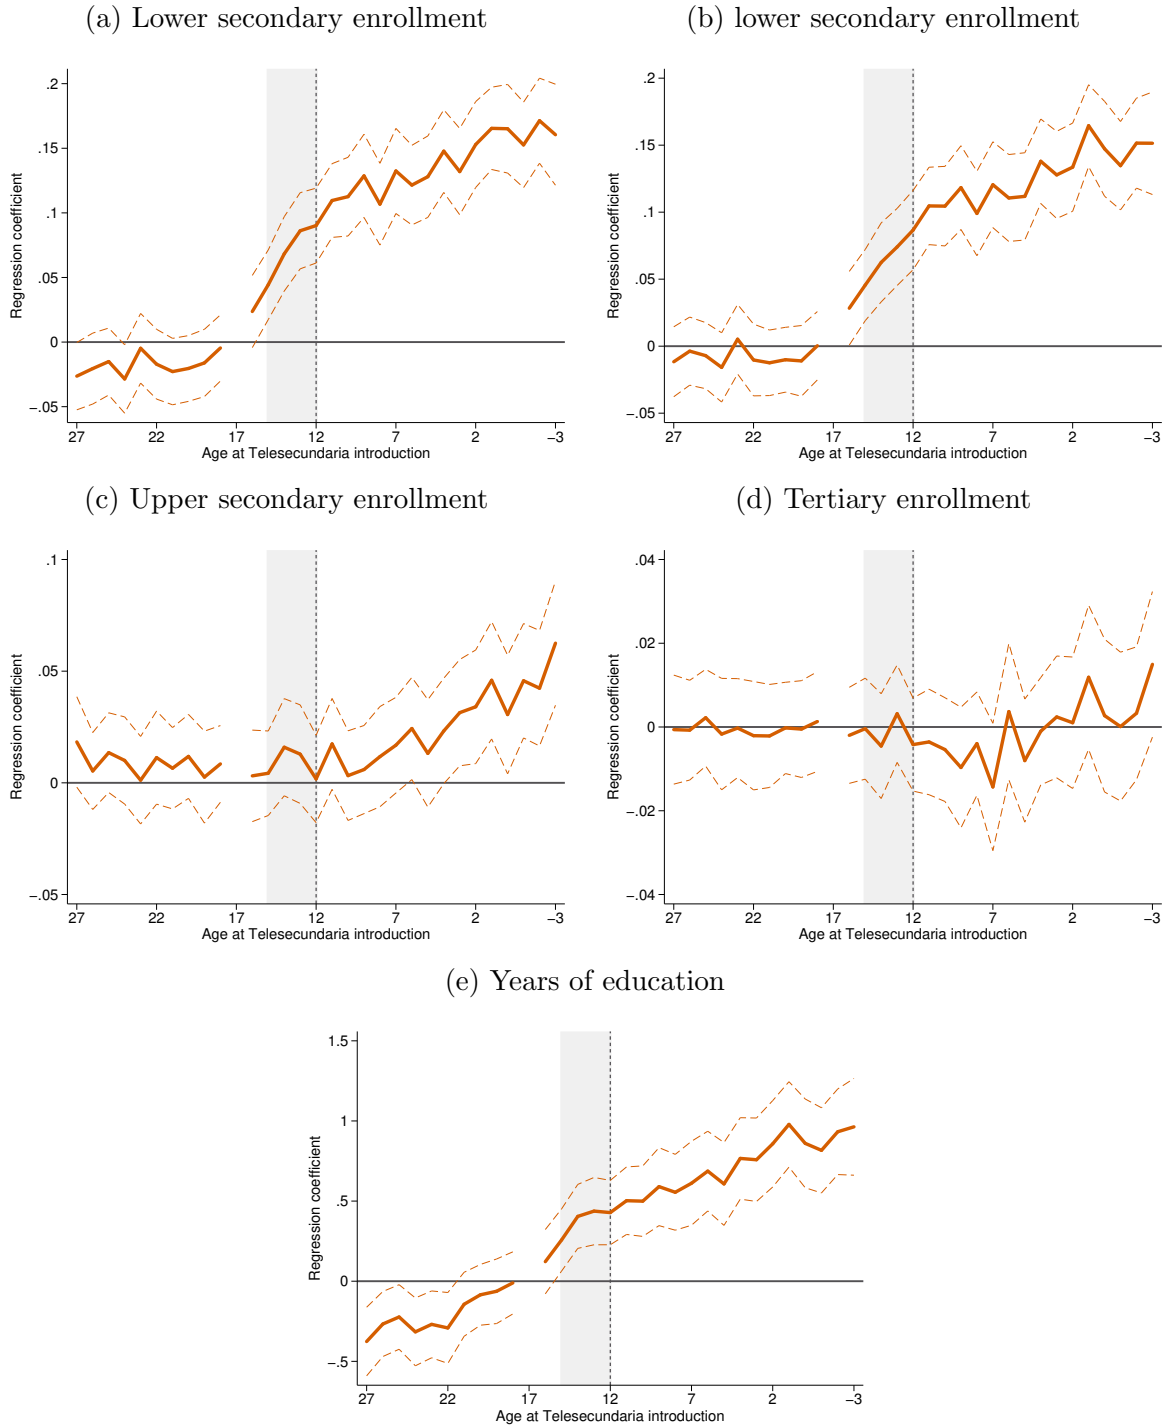 (a) Lower secondary enrollment
(b) lower secondary enrollment
Regression coefficient
.2
.15
.1
.05
0
−.05
27 22 17 12 7 2 −3
Age at Telesecundaria introduction
Regression coefficient
.2
.15
.1
.05
0
−.05
27 22 17 12 7 2 −3
Age at Telesecundaria introduction
(c) Upper secondary enrollment
(d) Tertiary enrollment
Regression coefficient
.1
.05
0
−.05
27 22 17 12 7 2 −3
Age at Telesecundaria introduction
Regression coefficient
.04
.02
0
−.02
−.04
27 22 17 12 7 2 −3
Age at Telesecundaria introduction
(e) Years of education
Regression coefficient
1.5
1
.5
0
−.5
27 22 17 12 7 2 −3
Age at Telesecundaria introduction